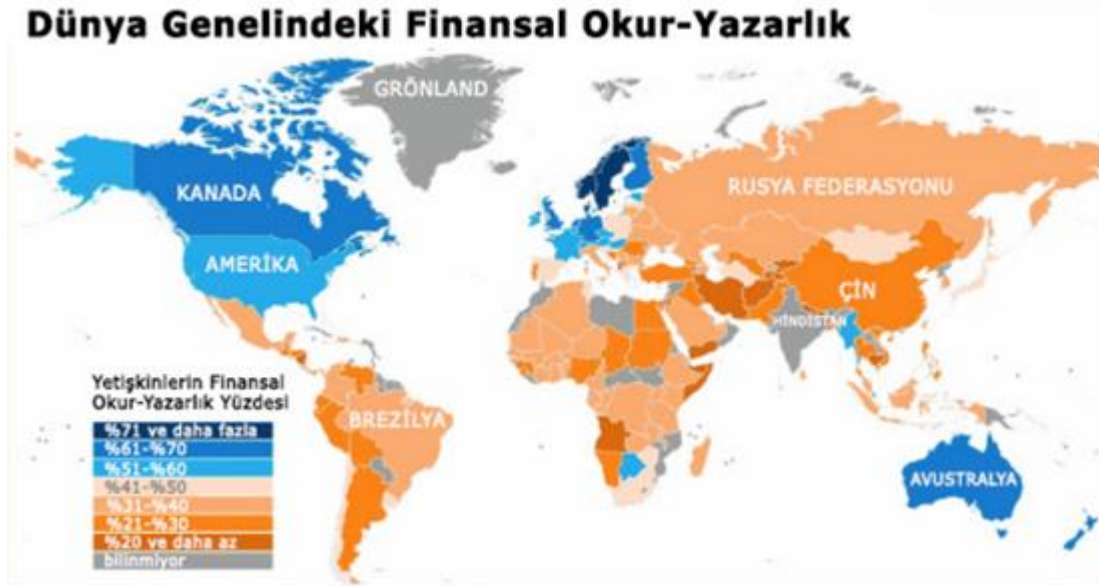 Dünya Genelindeki Finansal Okur-Yazarlık
GRÖNLAND
KANADA
RUSYA FEDERASYONU
AMERİKA
ÇİN
HİNDİSTAN
BREZİLYA
AVUSTRALYA
Yetişkinlerin Finansal
Okur-Yazarlık Yüzdesi
%71 ve daha fazla
%61-%70
%51-%60
%41-%50
%31-%40
%21-%30
%20 ve daha az
bilinmiyor